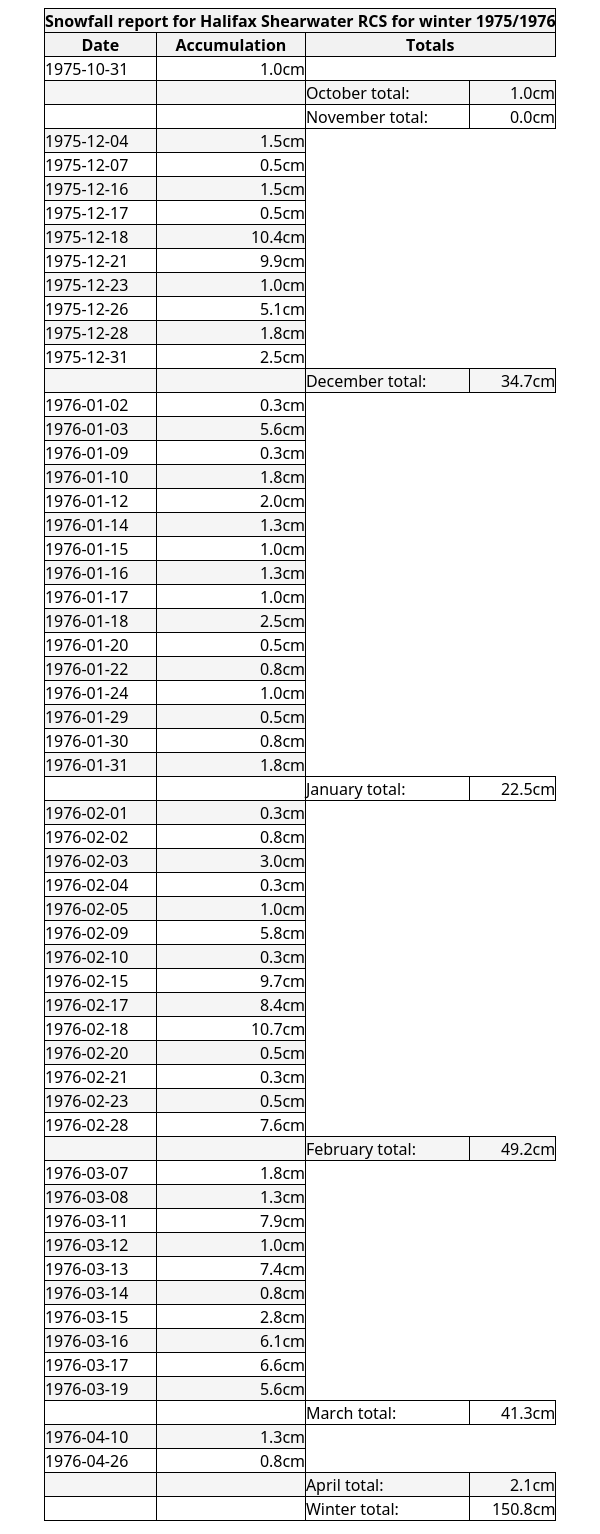 Snowfall report for Halifax Shearwater RCS for winter 1975/1976
Date Accumulation Totals
1975-10-31 1.0cm
October total: 1.0cm
November total: 0.0cm
1975-12-04 1.5cm
1975-12-07 0.5cm
1975-12-16 1.5cm
1975-12-17 0.5cm
1975-12-18 10.4cm
1975-12-21 9.9cm
1975-12-23 1.0cm
1975-12-26 5.1cm
1975-12-28 1.8cm
1975-12-31 2.5cm
December total: 34.7cm
1976-01-02 0.3cm
1976-01-03 5.6cm
1976-01-09 0.3cm
1976-01-10 1.8cm
1976-01-12 2.0cm
1976-01-14 1.3cm
1976-01-15 1.0cm
1976-01-16 1.3cm
1976-01-17 1.0cm
1976-01-18 2.5cm
1976-01-20 0.5cm
1976-01-22 0.8cm
1976-01-24 1.0cm
1976-01-29 0.5cm
1976-01-30 0.8cm
1976-01-31 1.8cm
January total: 22.5cm
1976-02-01 0.3cm
1976-02-02 0.8cm
1976-02-03 3.0cm
1976-02-04 0.3cm
1976-02-05 1.0cm
1976-02-09 5.8cm
1976-02-10 0.3cm
1976-02-15 9.7cm
1976-02-17 8.4cm
1976-02-18 10.7cm
1976-02-20 0.5cm
1976-02-21 0.3cm
1976-02-23 0.5cm
1976-02-28 7.6cm
February total: 49.2cm
1976-03-07 1.8cm
1976-03-08 1.3cm
1976-03-11 7.9cm
1976-03-12 1.0cm
1976-03-13 7.4cm
1976-03-14 0.8cm
1976-03-15 2.8cm
1976-03-16 6.1cm
1976-03-17 6.6cm
1976-03-19 5.6cm
March total: 41.3cm
1976-04-10 1.3cm
1976-04-26 0.8cm
April total: 2.1cm
Winter total: 150.8cm